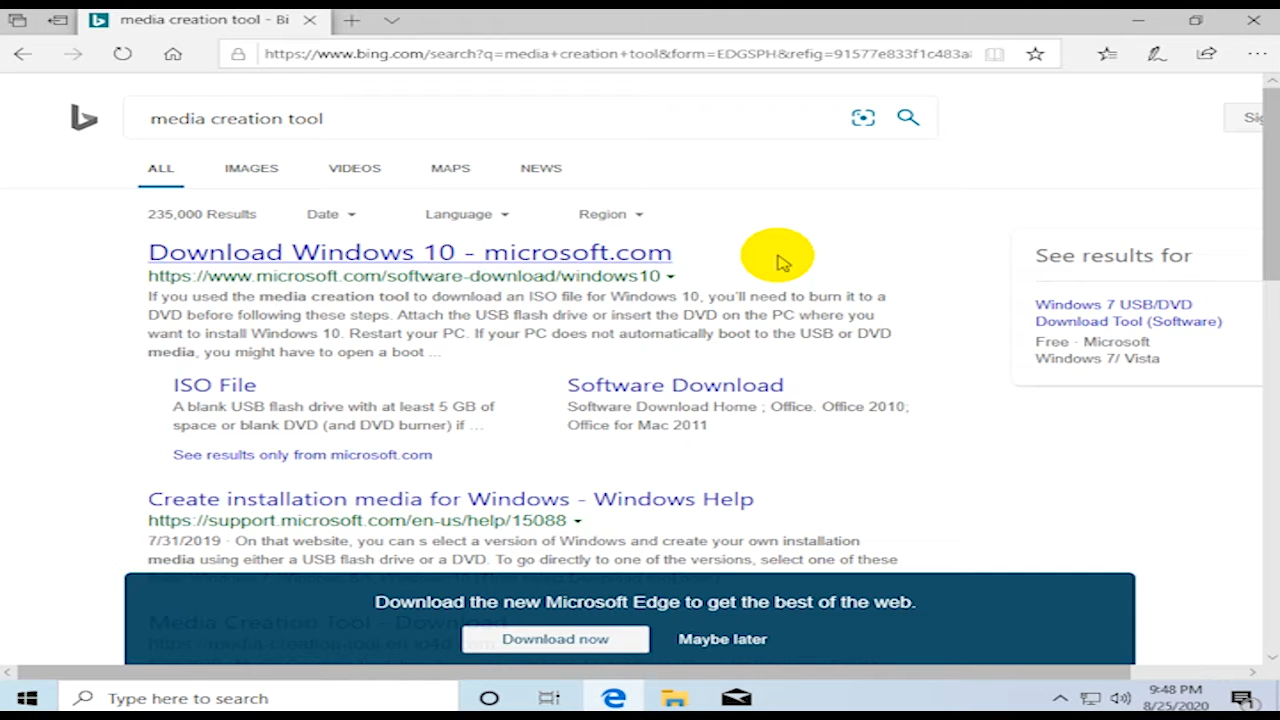 media creation tool - Bi
https://www.bing.com/search?q=media+creation+tool&form=EDGSPH&refig=91577e833f1c483a
media creation tool
ALL IMAGES VIDEOS MAPS NEWS
235,000 Results Date Language Region
Download Windows 10 - microsoft.com
https://www.microsoft.com/software-download/windows10
If you used the media creation tool to download an ISO file for Windows 10, you'll need to burn it to a
DVD before following these steps. Attach the USB flash drive or insert the DVD on the PC where you
want to install Windows 10. Restart your PC. If your PC does not automatically boot to the USB or DVD
media, you might have to open a boot ...
ISO File
A blank USB flash drive with at least 5 GB of
space or blank DVD (and DVD burner) if ...
Software Download
Software Download Home ; Office. Office 2010;
Office for Mac 2011
See results only from microsoft.com
Create installation media for Windows - Windows Help
https://support.microsoft.com/en-us/help/15088
7/31/2019 · On that website, you can s elect a version of Windows and create your own installation
media using either a USB flash drive or a DVD. To go directly to one of the versions, select one of these
Media Creation Tool - Download
See results for
Windows 7 USB/DVD
Download Tool (Software)
Free · Microsoft
Windows 7/ Vista
Download the new Microsoft Edge to get the best of the web.
Download now Maybe later
Type here to search
9:48 PM
8/25/2020